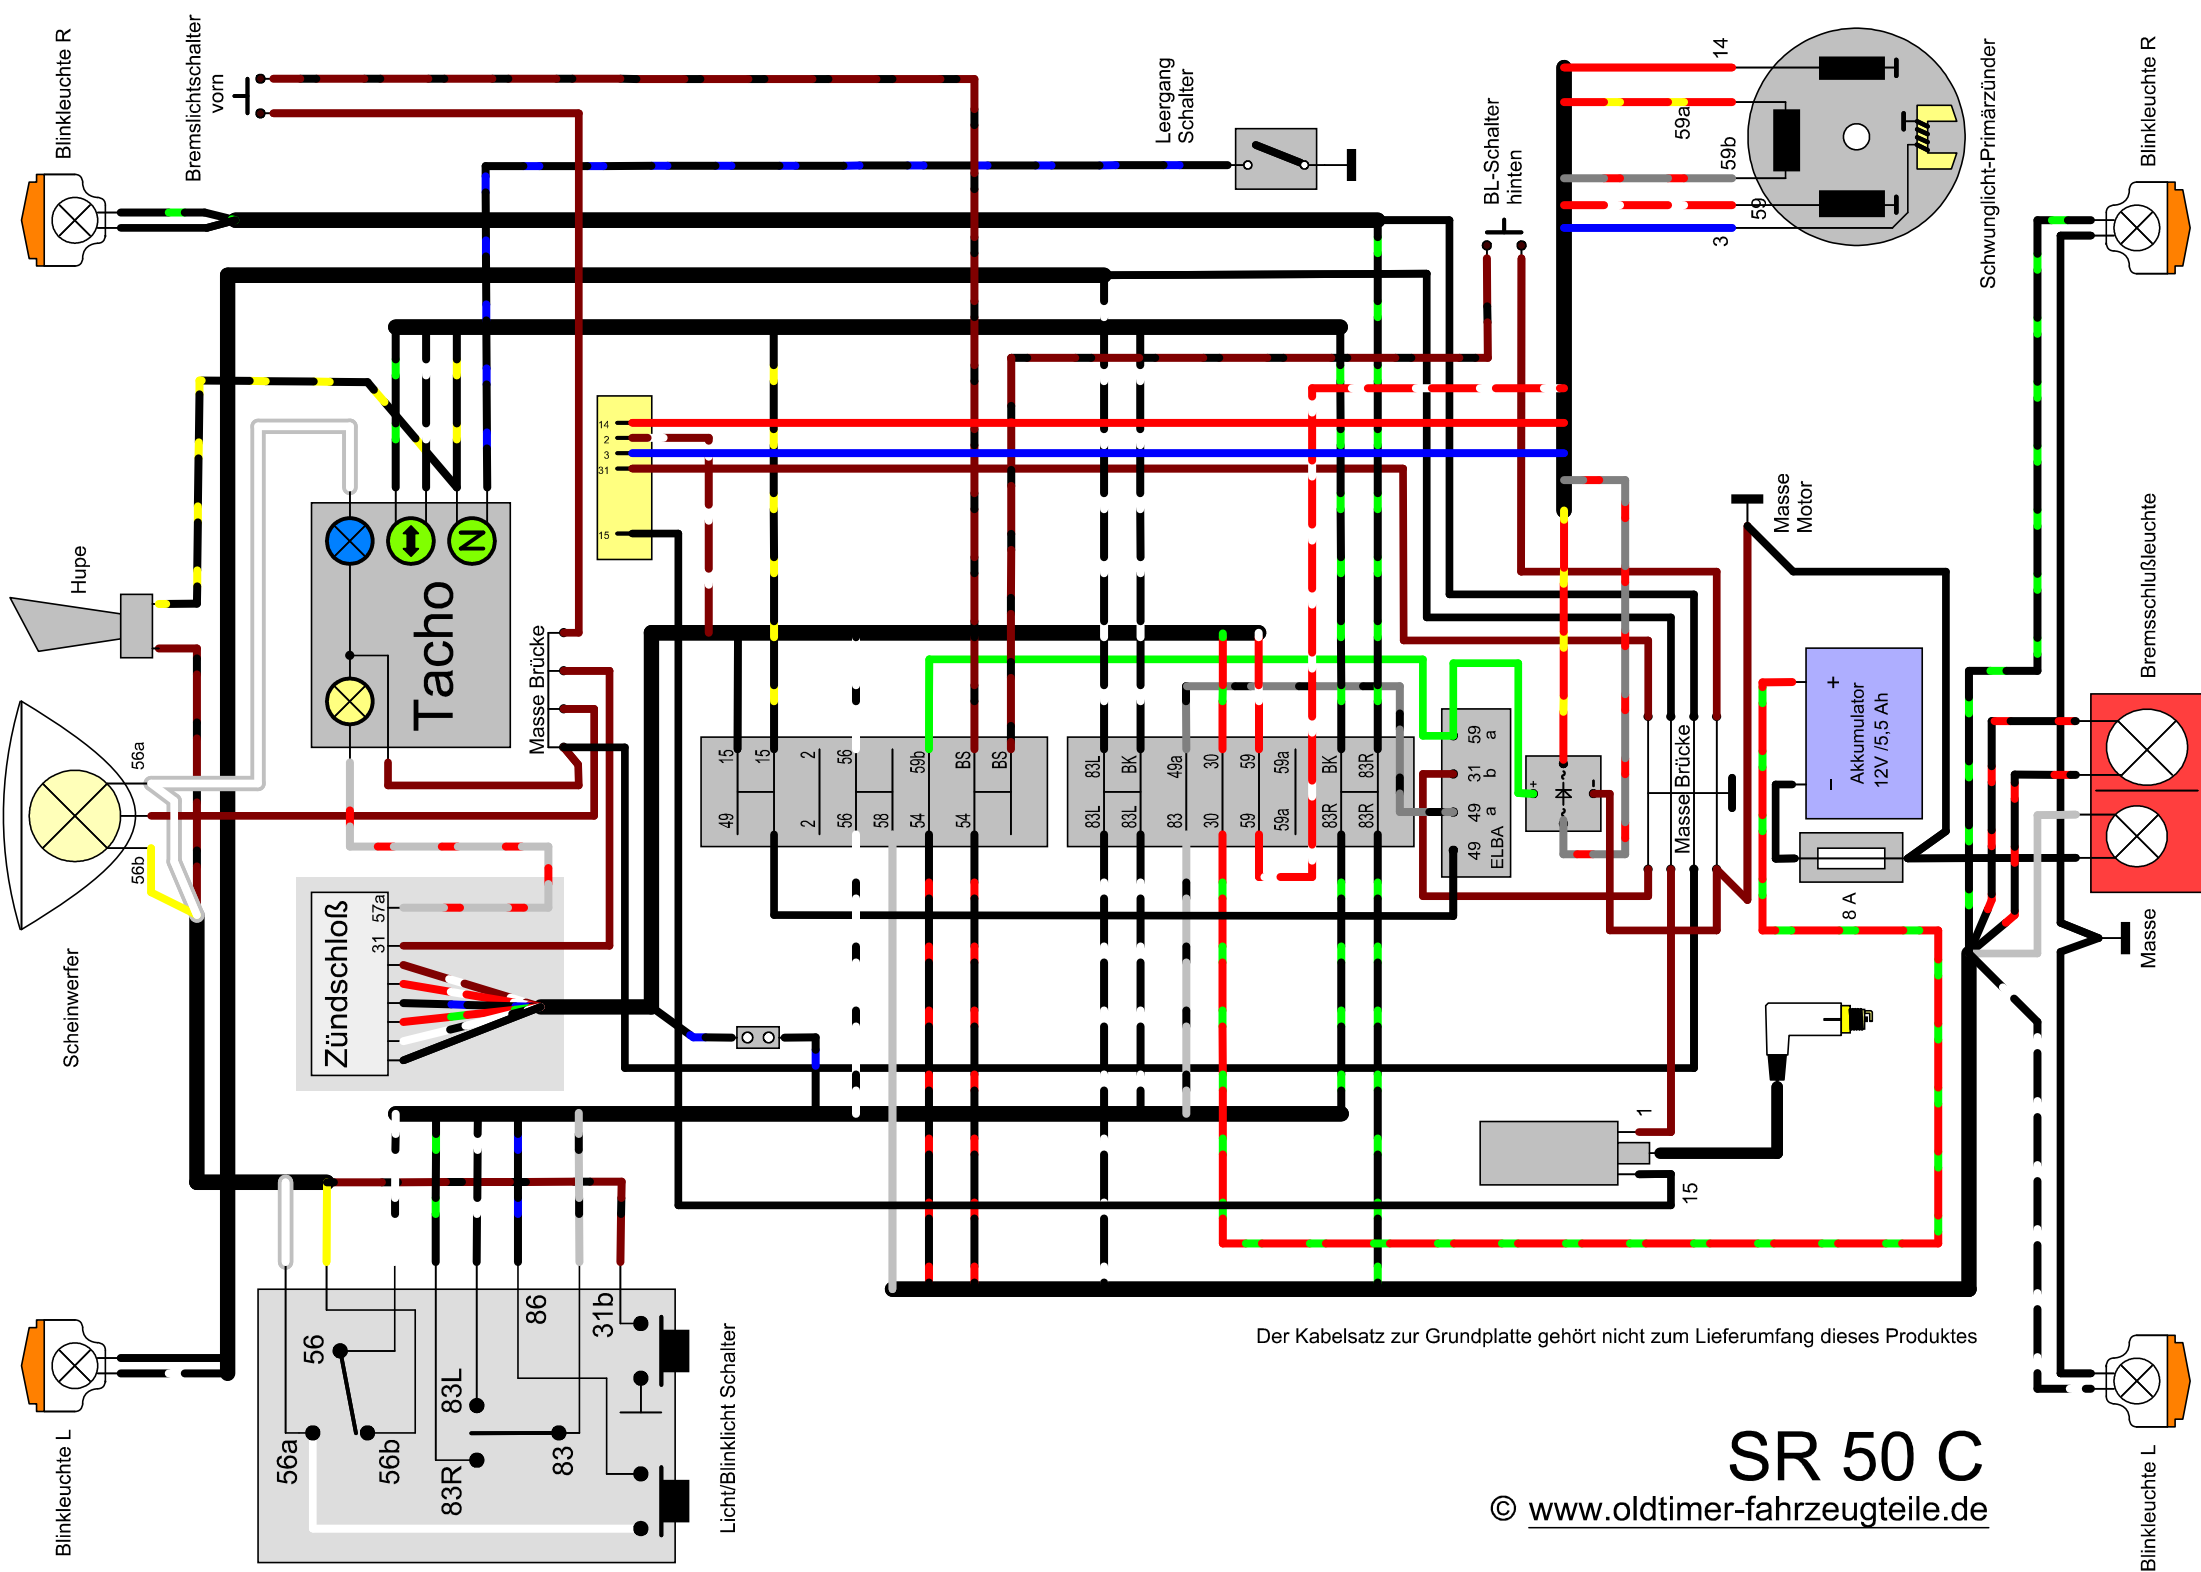 Blinkleuchte R
Bremslichtschalter
vorn
Leergang
Schalter
BL-Schalter
hinten
14
59a
59b
59
3
Schwunglicht-Primärzünder
Blinkleuchte R
Hupe
Tacho
N
Masse Brücke
14
2
3
31
15
Masse
Motor
Bremsschlußleuchte
56a
56b
Scheinwerfer
Zündschloß
31
57a
15
15
2
56
59b
BS
BS
49
2
56
58
54
54
83L
BK
49a
30
59
59a
BK
83R
83L
83L
83
30
59
59a
83R
83R
59
a
31
b
49
a
49
ELBA
+
-
Masse Brücke
+
−
Akkumulator
12V /5,5 Ah
8 A
Masse
1
15
56a
56
56b
83L
83R
86
83
31b
Licht/Blinklicht Schalter
Blinkleuchte L
Der Kabelsatz zur Grundplatte gehört nicht zum Lieferumfang dieses Produktes
SR 50 C
© www.oldtimer-fahrzeugteile.de
Blinkleuchte L